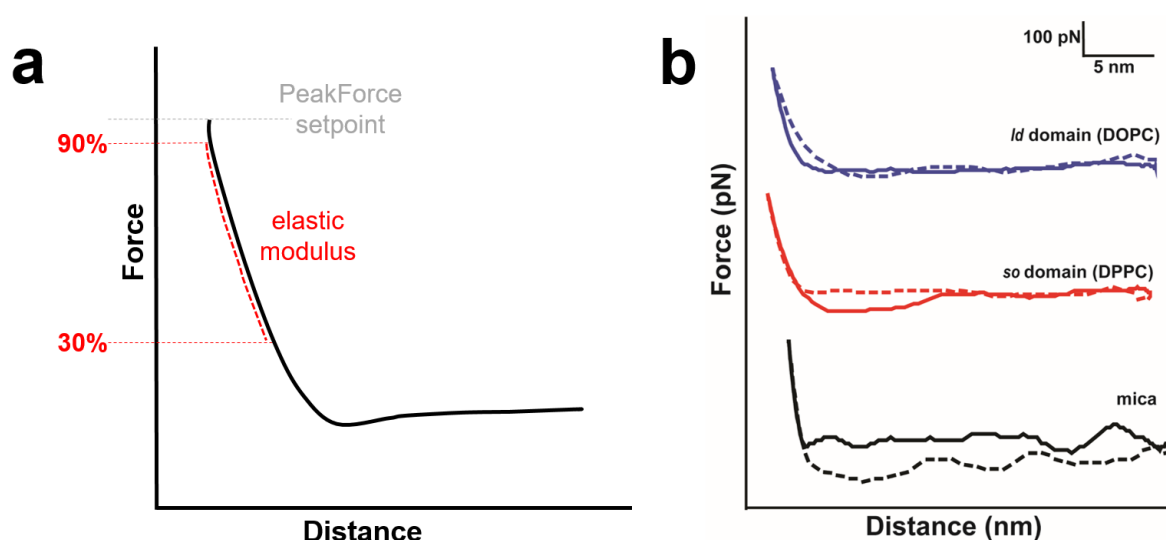 a
PeakForce
setpoint
90%
elastic
modulus
30%
Force
Distance
b
100 pN
5 nm
ld domain (DOPC)
so domain (DPPC)
mica
Force (pN)
Distance (nm)